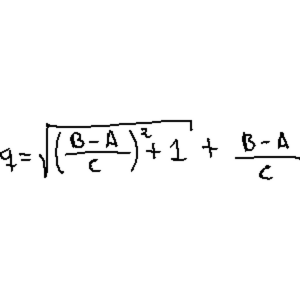 q = √((B-A)/C)² + 1) + (B-A)/C